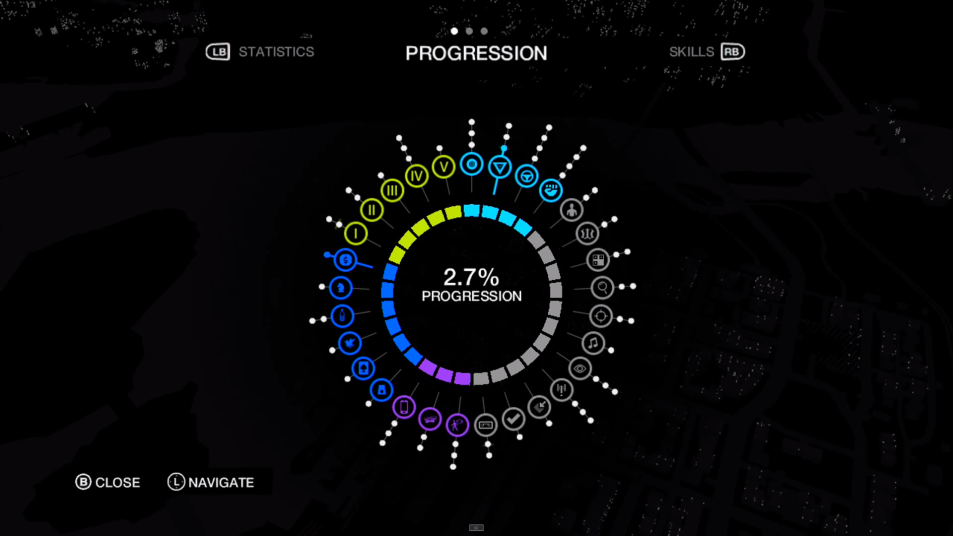 LB STATISTICS
PROGRESSION
SKILLS RB
I
II
III
IV
V
2.7%
PROGRESSION
B CLOSE
L NAVIGATE